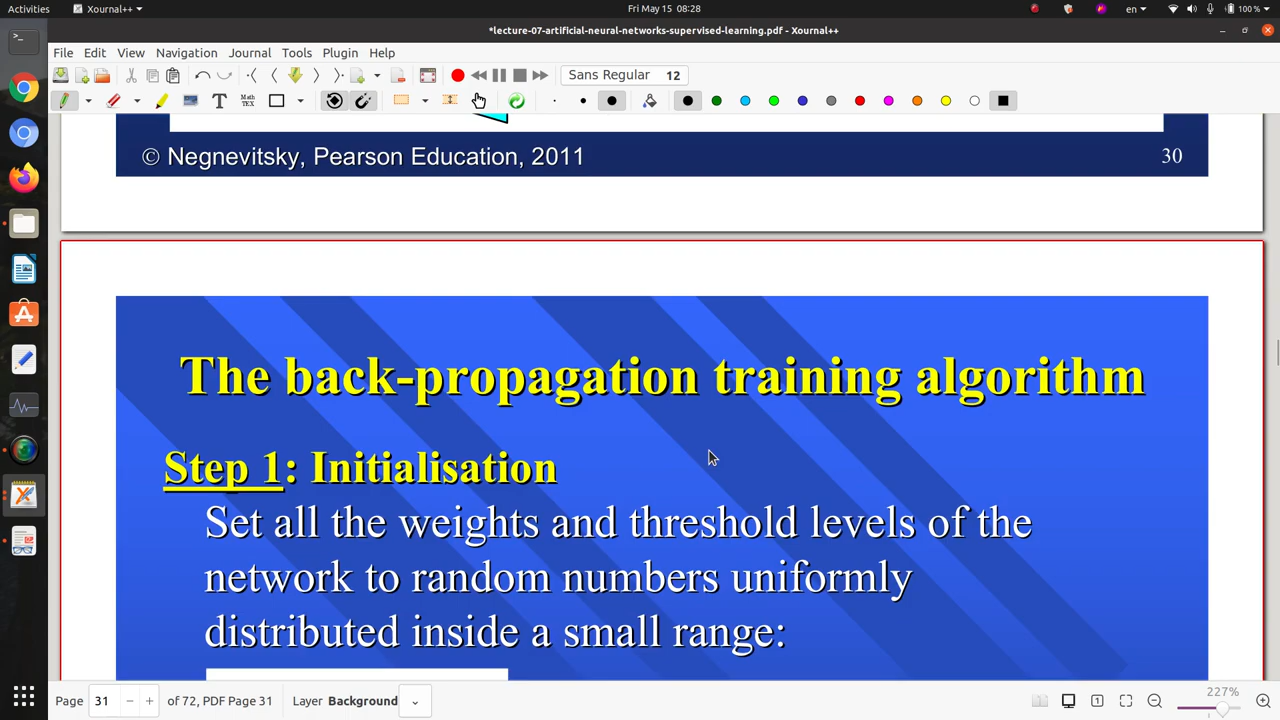 Activities Xournal++ Fri May 15 08:28 en 100 %
*lecture-07-artificial-neural-networks-supervised-learning.pdf - Xournal++
File Edit View Navigation Journal Tools Plugin Help
Sans Regular 12
© Negnevitsky, Pearson Education, 2011 30
The back-propagation training algorithm
Step 1: Initialisation
Set all the weights and threshold levels of the
network to random numbers uniformly
distributed inside a small range:
Page 31 of 72, PDF Page 31 Layer Background 227%